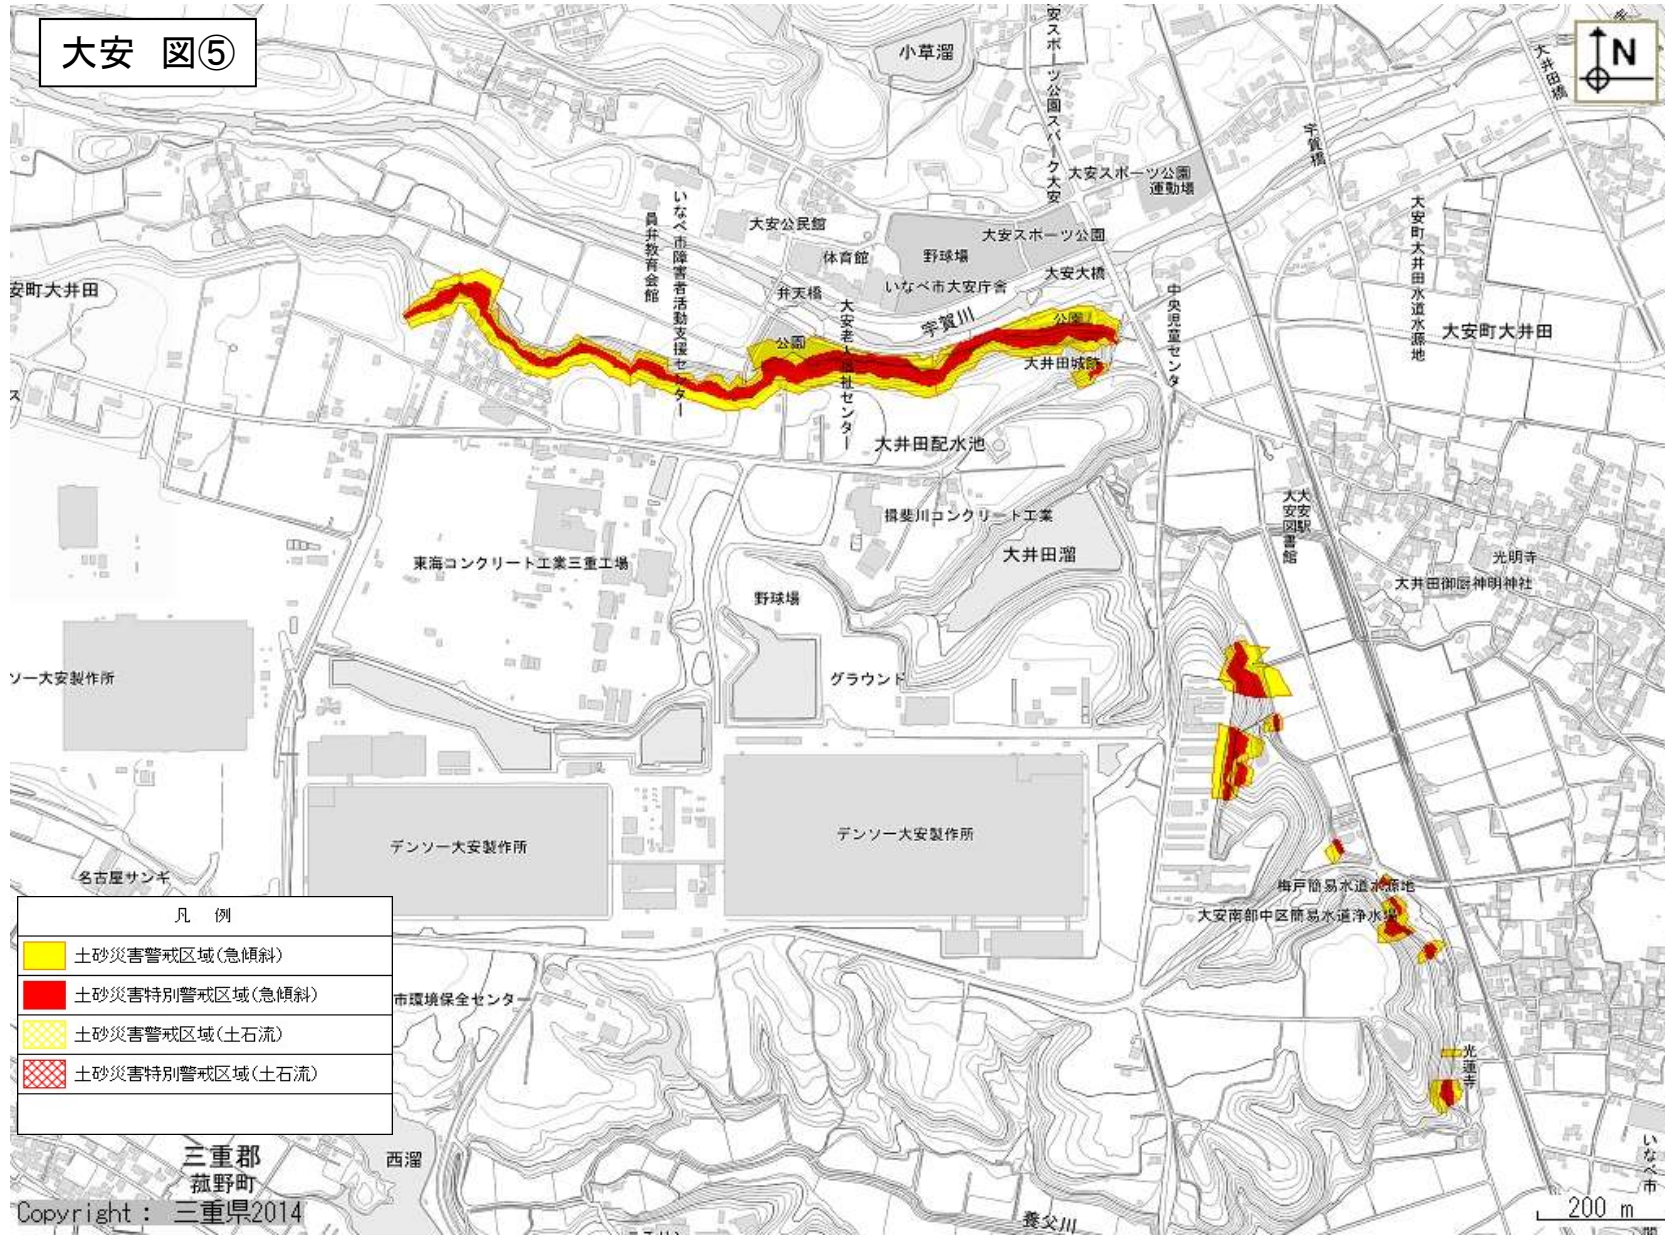 大安 図⑤
N
小草溜
安スポーツ公園スパーク大安
大井田橋
宇賀橋
大安スポーツ公園
運動場
いなべ市障害者活動支援センター
員弁教育会館
大安公民館
体育館
野球場
大安スポーツ公園
大安町大井田水道水源地
安町大井田
弁天橋
いなべ市大安庁舎
大安大橋
中央児童センター
大安老人福祉センター
宇賀川
公園
公園
大井田城跡
大安町大井田
ス
大井田配水池
揖斐川コンクリート工業
大安駅
大安図書館
東海コンクリート工業三重工場
大井田溜
光明寺
大井田御厨神明神社
野球場
ソー大安製作所
グラウンド
デンソー大安製作所
デンソー大安製作所
名古屋サンギ
梅戸簡易水道水源地
大安南部中区簡易水道浄水場
凡 例
土砂災害警戒区域(急傾斜)
土砂災害特別警戒区域(急傾斜)
土砂災害警戒区域(土石流)
土砂災害特別警戒区域(土石流)
市環境保全センター
光蓮寺
三重郡
菰野町
西溜
いなべ市
養父川
200 m
Copyright : 三重県2014